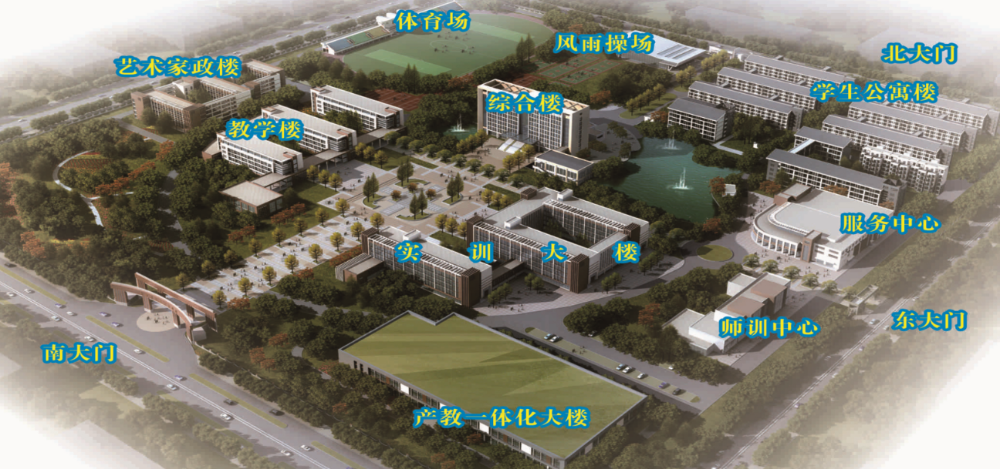 体育场
风雨操场
北大门
艺术家政楼
学生公寓楼
综合楼
教学楼
服务中心
实训大楼
师训中心
东大门
南大门
产教一体化大楼